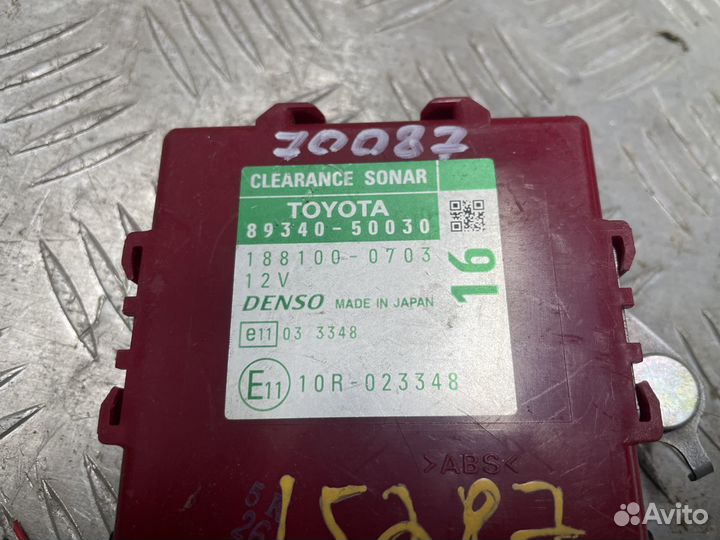 70087
CLEARANCE SONAR
TOYOTA
89340-50030
188100-0703
12V
16
DENSO MADE IN JAPAN
e11 03 3348
E11 10R-023348
>ABS<
15287
Avito